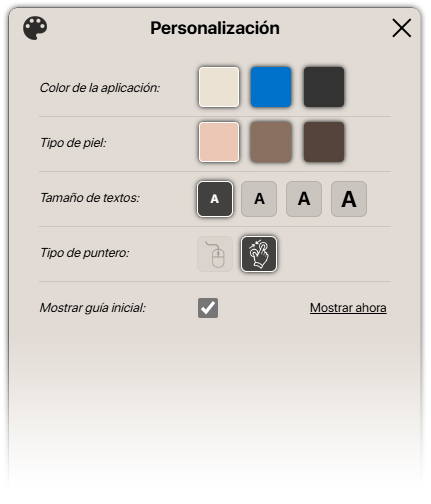 Personalización
Color de la aplicación:
Tipo de piel:
Tamaño de textos: A A A A
Tipo de puntero:
Mostrar guía inicial: Mostrar ahora